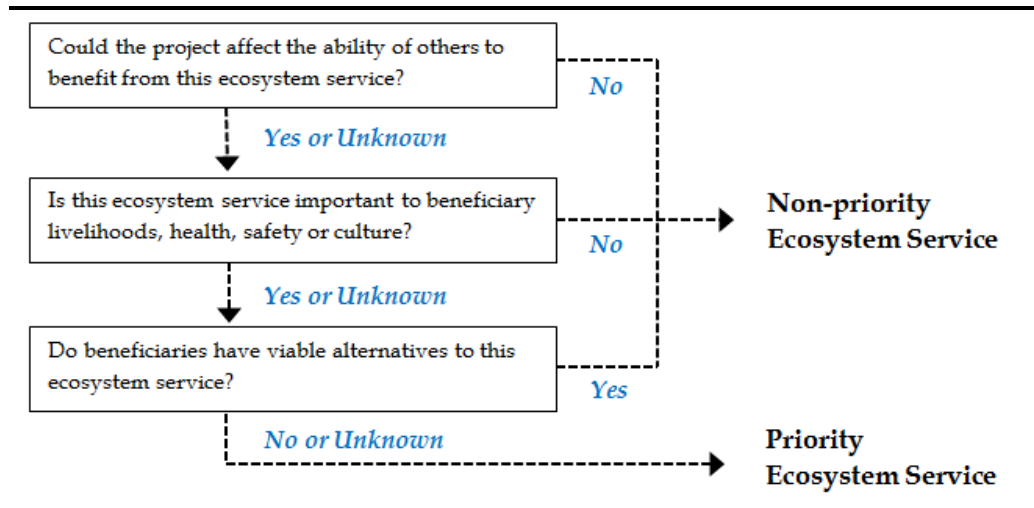 Could the project affect the ability of others to
benefit from this ecosystem service?
No
Yes or Unknown
Is this ecosystem service important to beneficiary
livelihoods, health, safety or culture?
No
Non-priority
Ecosystem Service
Yes or Unknown
Do beneficiaries have viable alternatives to this
ecosystem service?
Yes
No or Unknown
Priority
Ecosystem Service